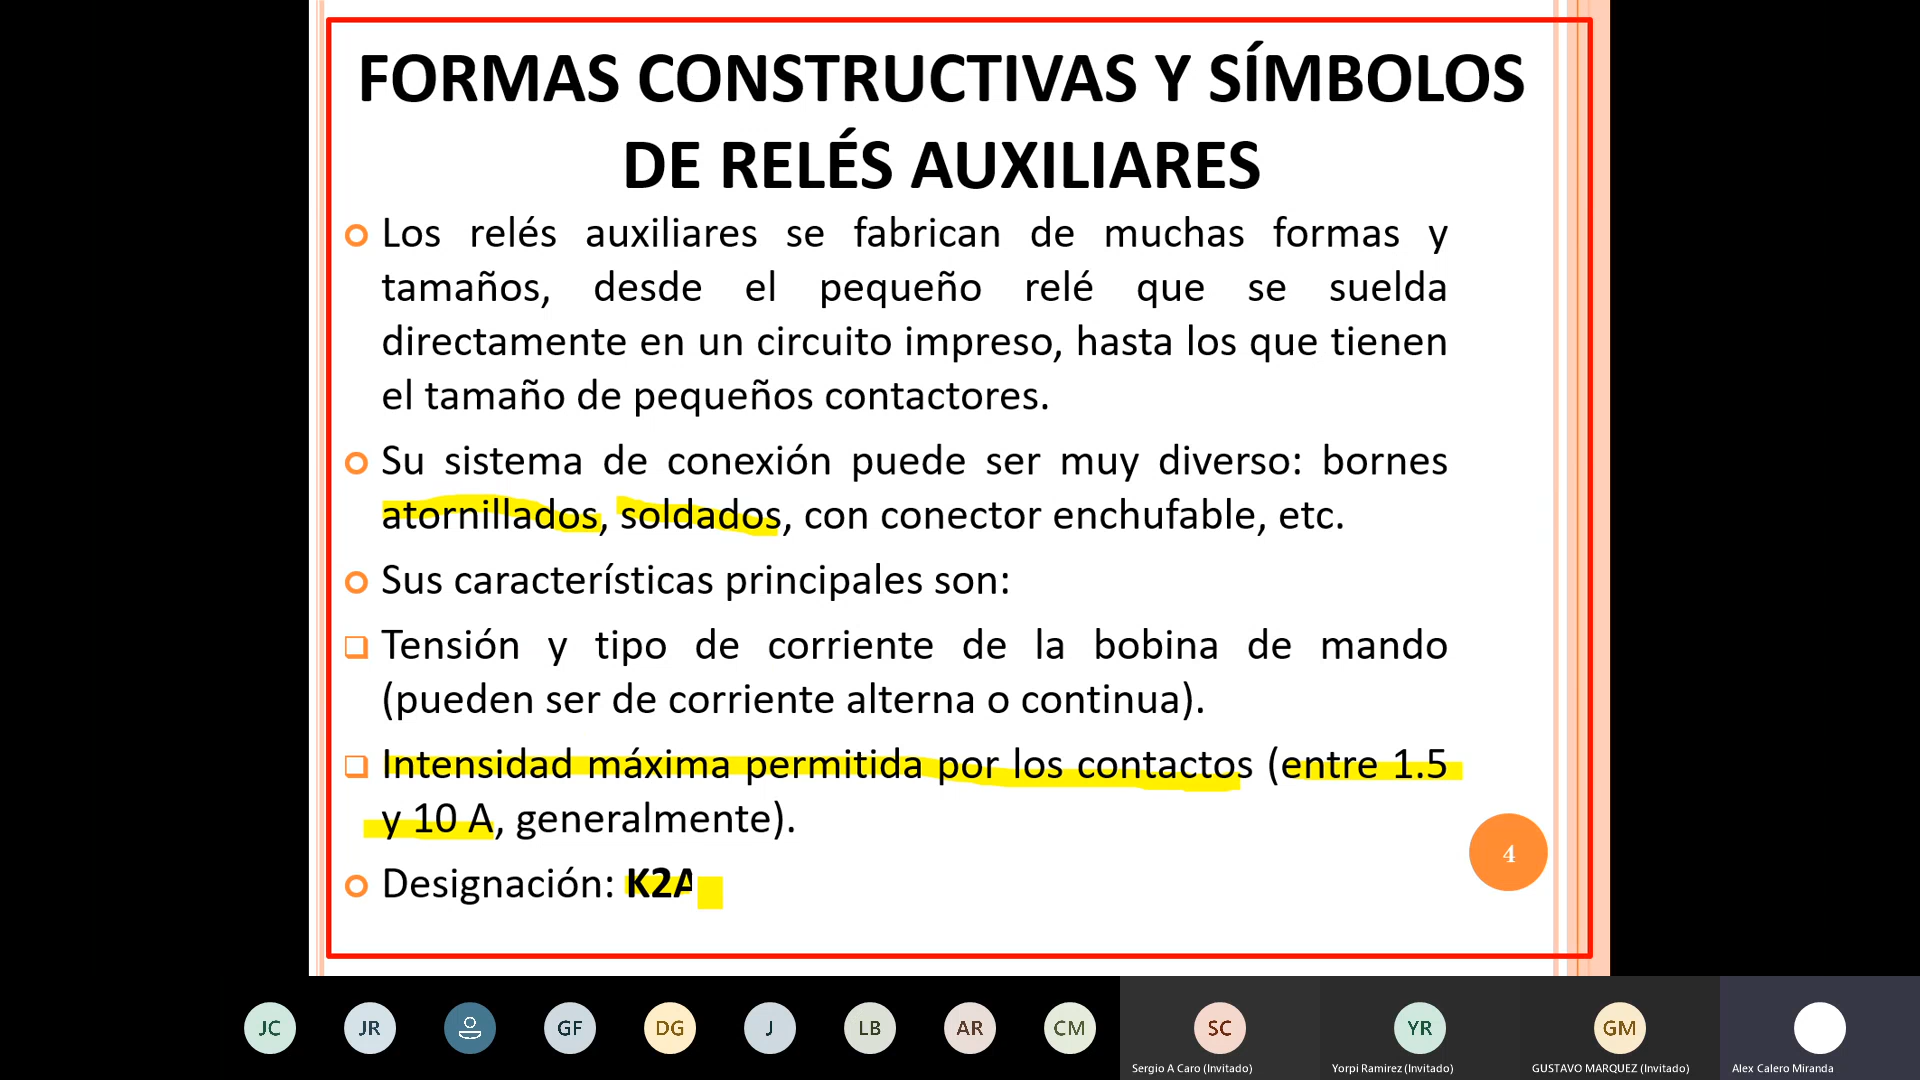 FORMAS CONSTRUCTIVAS Y SÍMBOLOS
DE RELÉS AUXILIARES
Los relés auxiliares se fabrican de muchas formas y
tamaños, desde el pequeño relé que se suelda
directamente en un circuito impreso, hasta los que tienen
el tamaño de pequeños contactores.
Su sistema de conexión puede ser muy diverso: bornes
atornillados, soldados, con conector enchufable, etc.
Sus características principales son:
Tensión y tipo de corriente de la bobina de mando
(pueden ser de corriente alterna o continua).
Intensidad máxima permitida por los contactos (entre 1.5
y 10 A, generalmente).
Designación: K2A
4
JC JR GF DG J LB AR CM SC YR GM
Sergio A Caro (Invitado) Yorpi Ramirez (Invitado) GUSTAVO MARQUEZ (Invitado) Alex Calero Miranda